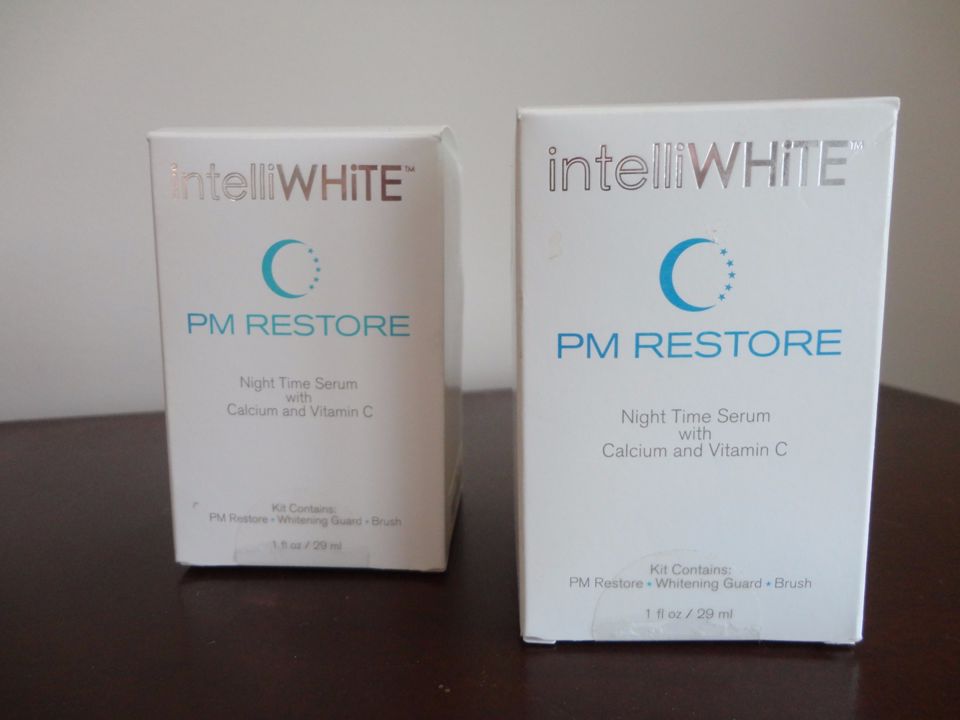 intelliWHiTE™
PM RESTORE
Night Time Serum
with
Calcium and Vitamin C
Kit Contains:
PM Restore • Whitening Guard • Brush
1 fl oz / 29 ml
intelliWHiTE™
PM RESTORE
Night Time Serum
with
Calcium and Vitamin C
Kit Contains:
PM Restore • Whitening Guard • Brush
1 fl oz / 29 ml